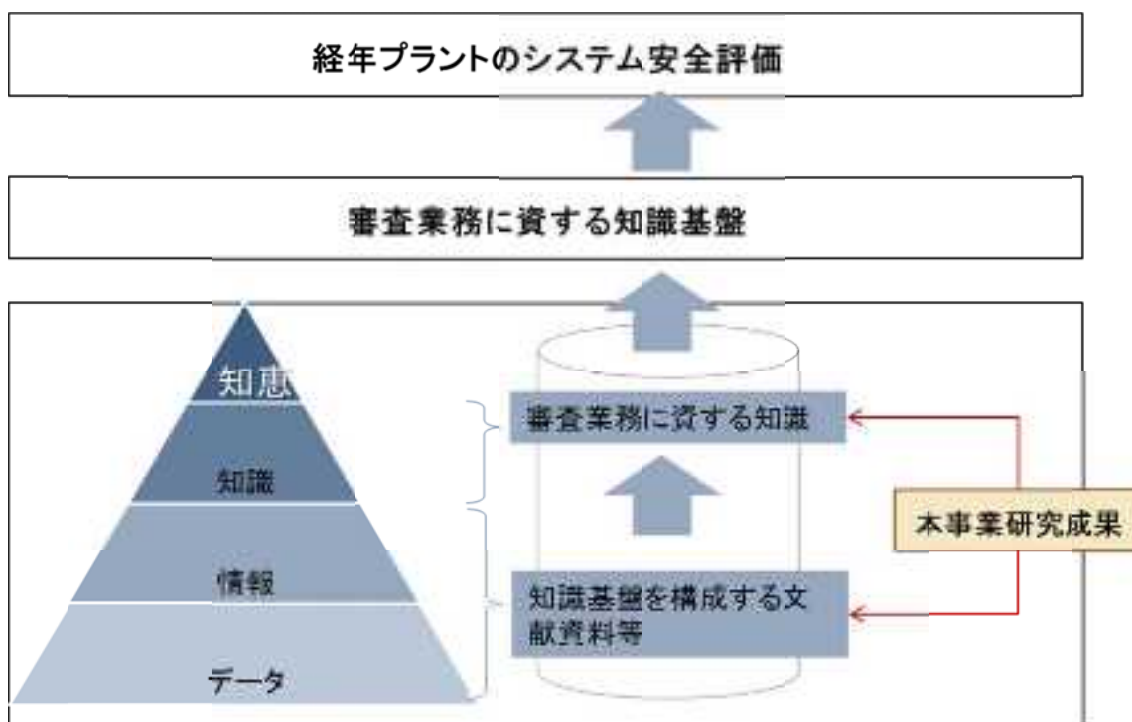 経年プラントのシステム安全評価
審査業務に資する知識基盤
知恵
知識
情報
データ
審査業務に資する知識
知識基盤を構成する文
献資料等
本事業研究成果